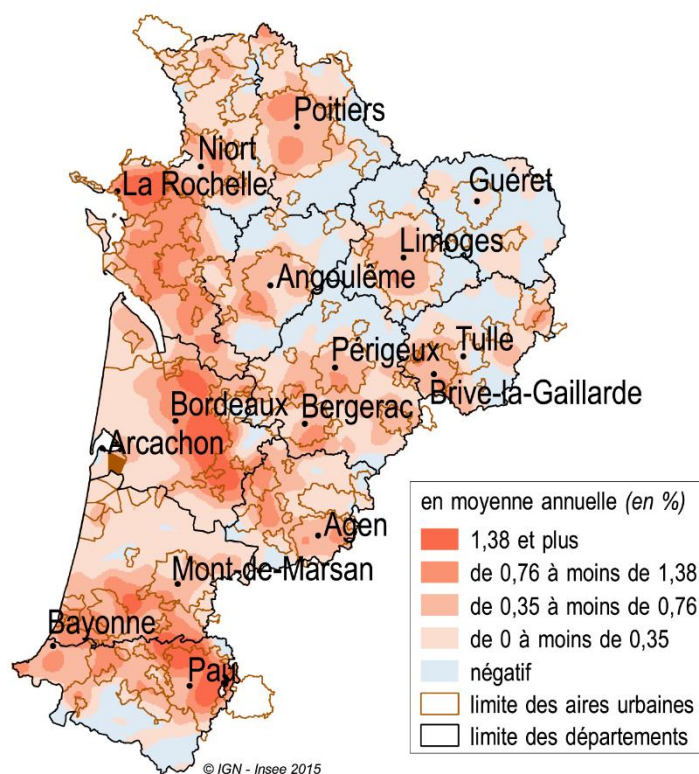 Poitiers
Niort
La Rochelle
Guéret
Limoges
Angoulême
Tulle
Périgeux
Brive-la-Gaillarde
Bordeaux
Bergerac
Arcachon
Agen
Mont-de-Marsan
Bayonne
Pau
en moyenne annuelle (en %)
1,38 et plus
de 0,76 à moins de 1,38
de 0,35 à moins de 0,76
de 0 à moins de 0,35
négatif
limite des aires urbaines
limite des départements
© IGN - Insee 2015